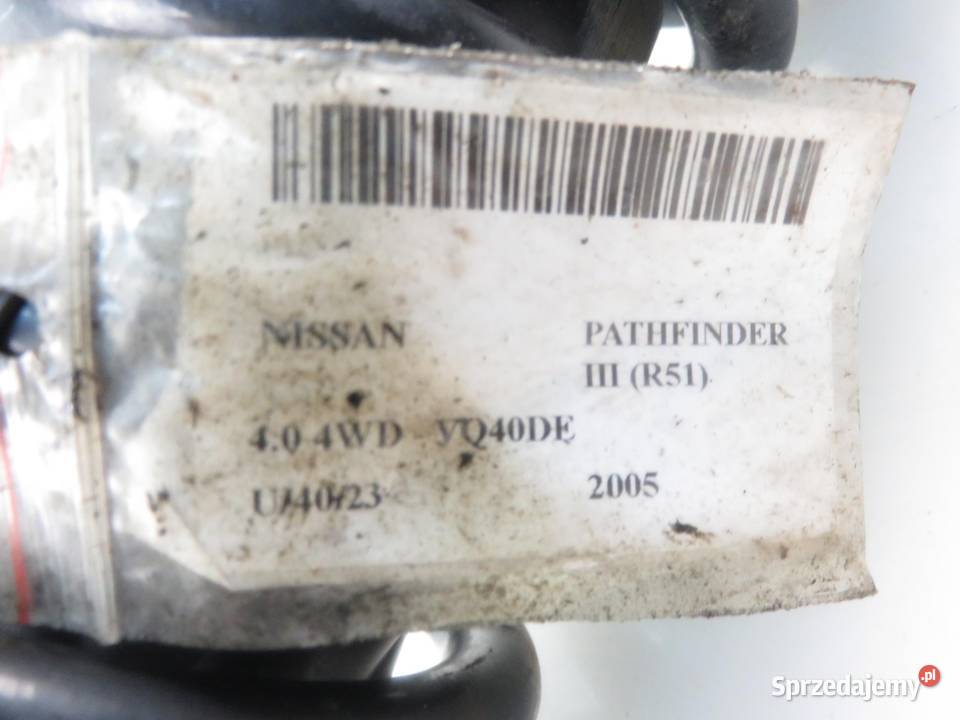 NISSAN PATHFINDER
III (R51)
4.0 4WD VQ40DE
U/40/23 2005
Sprzedajemy.pl